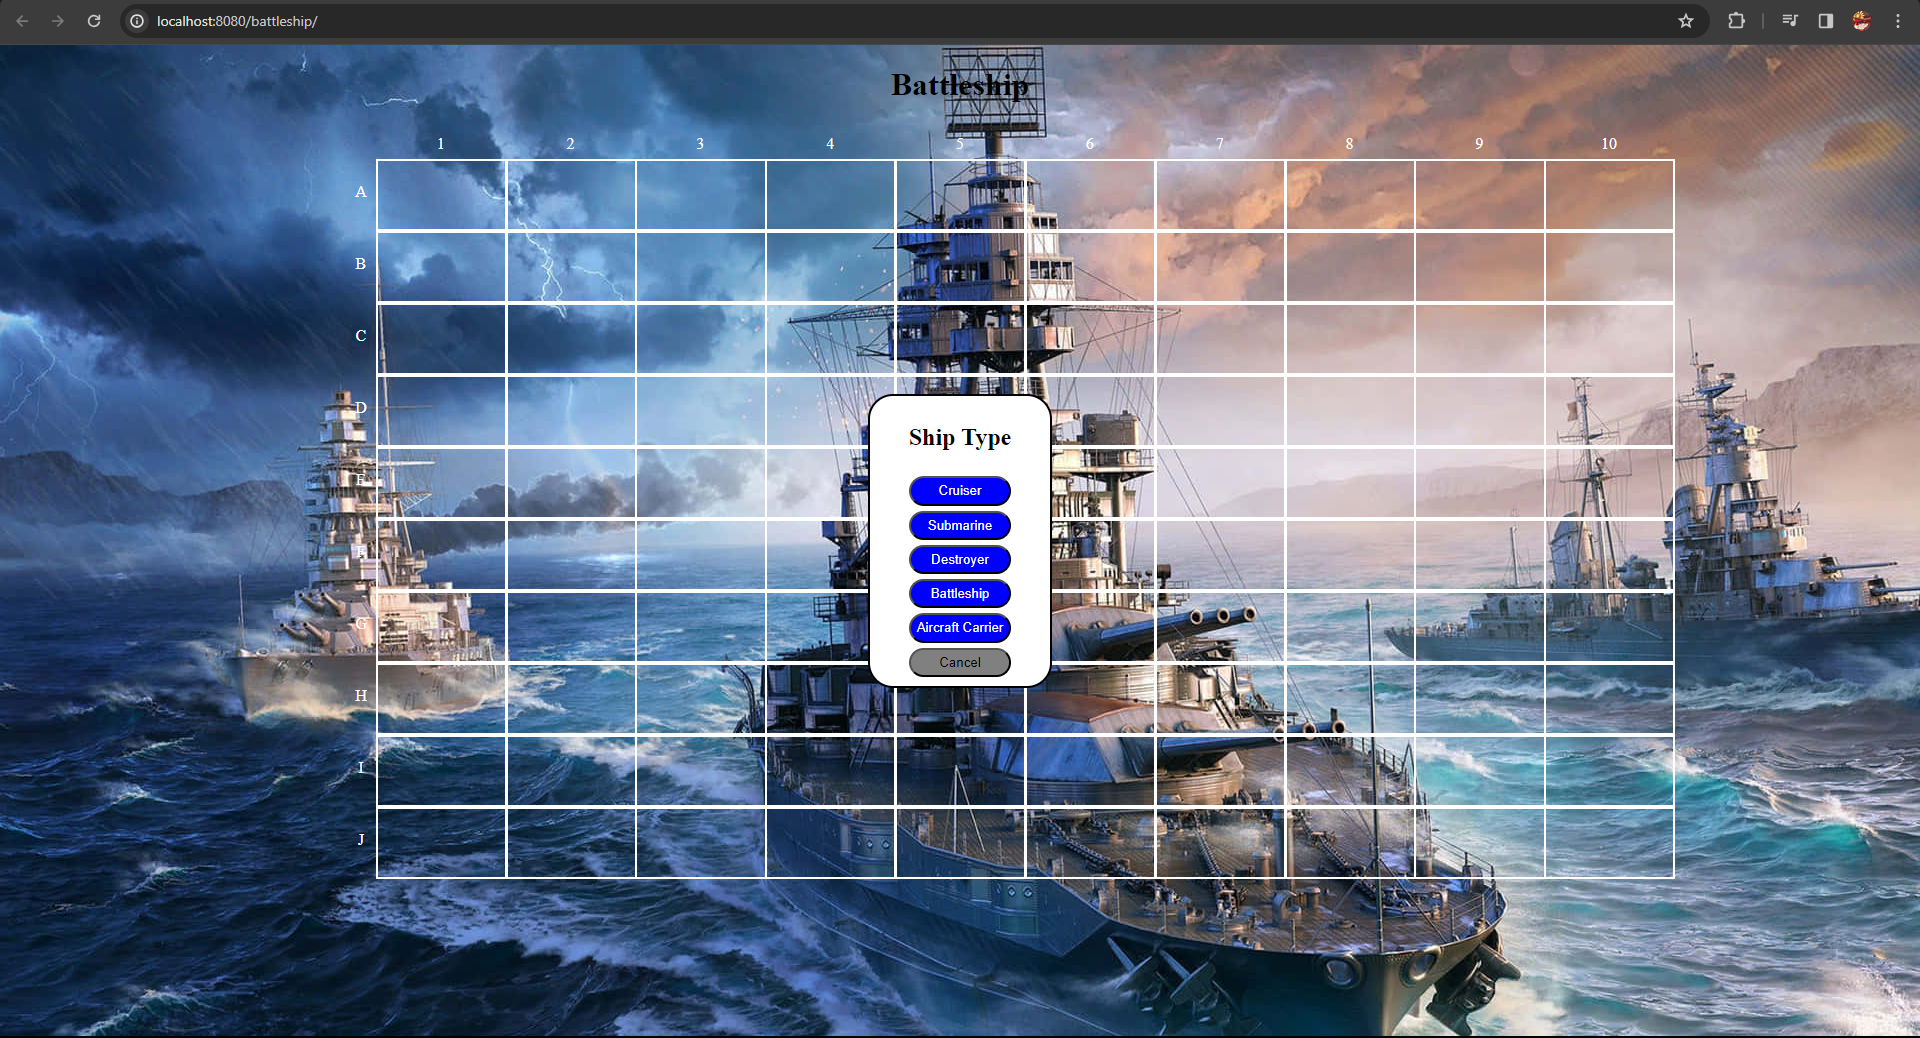 localhost:8080/battleship/
Battleship
1 2 3 4 5 6 7 8 9 10
A
B
C
D
E
F
G
H
I
J
Ship Type
Cruiser
Submarine
Destroyer
Battleship
Aircraft Carrier
Cancel